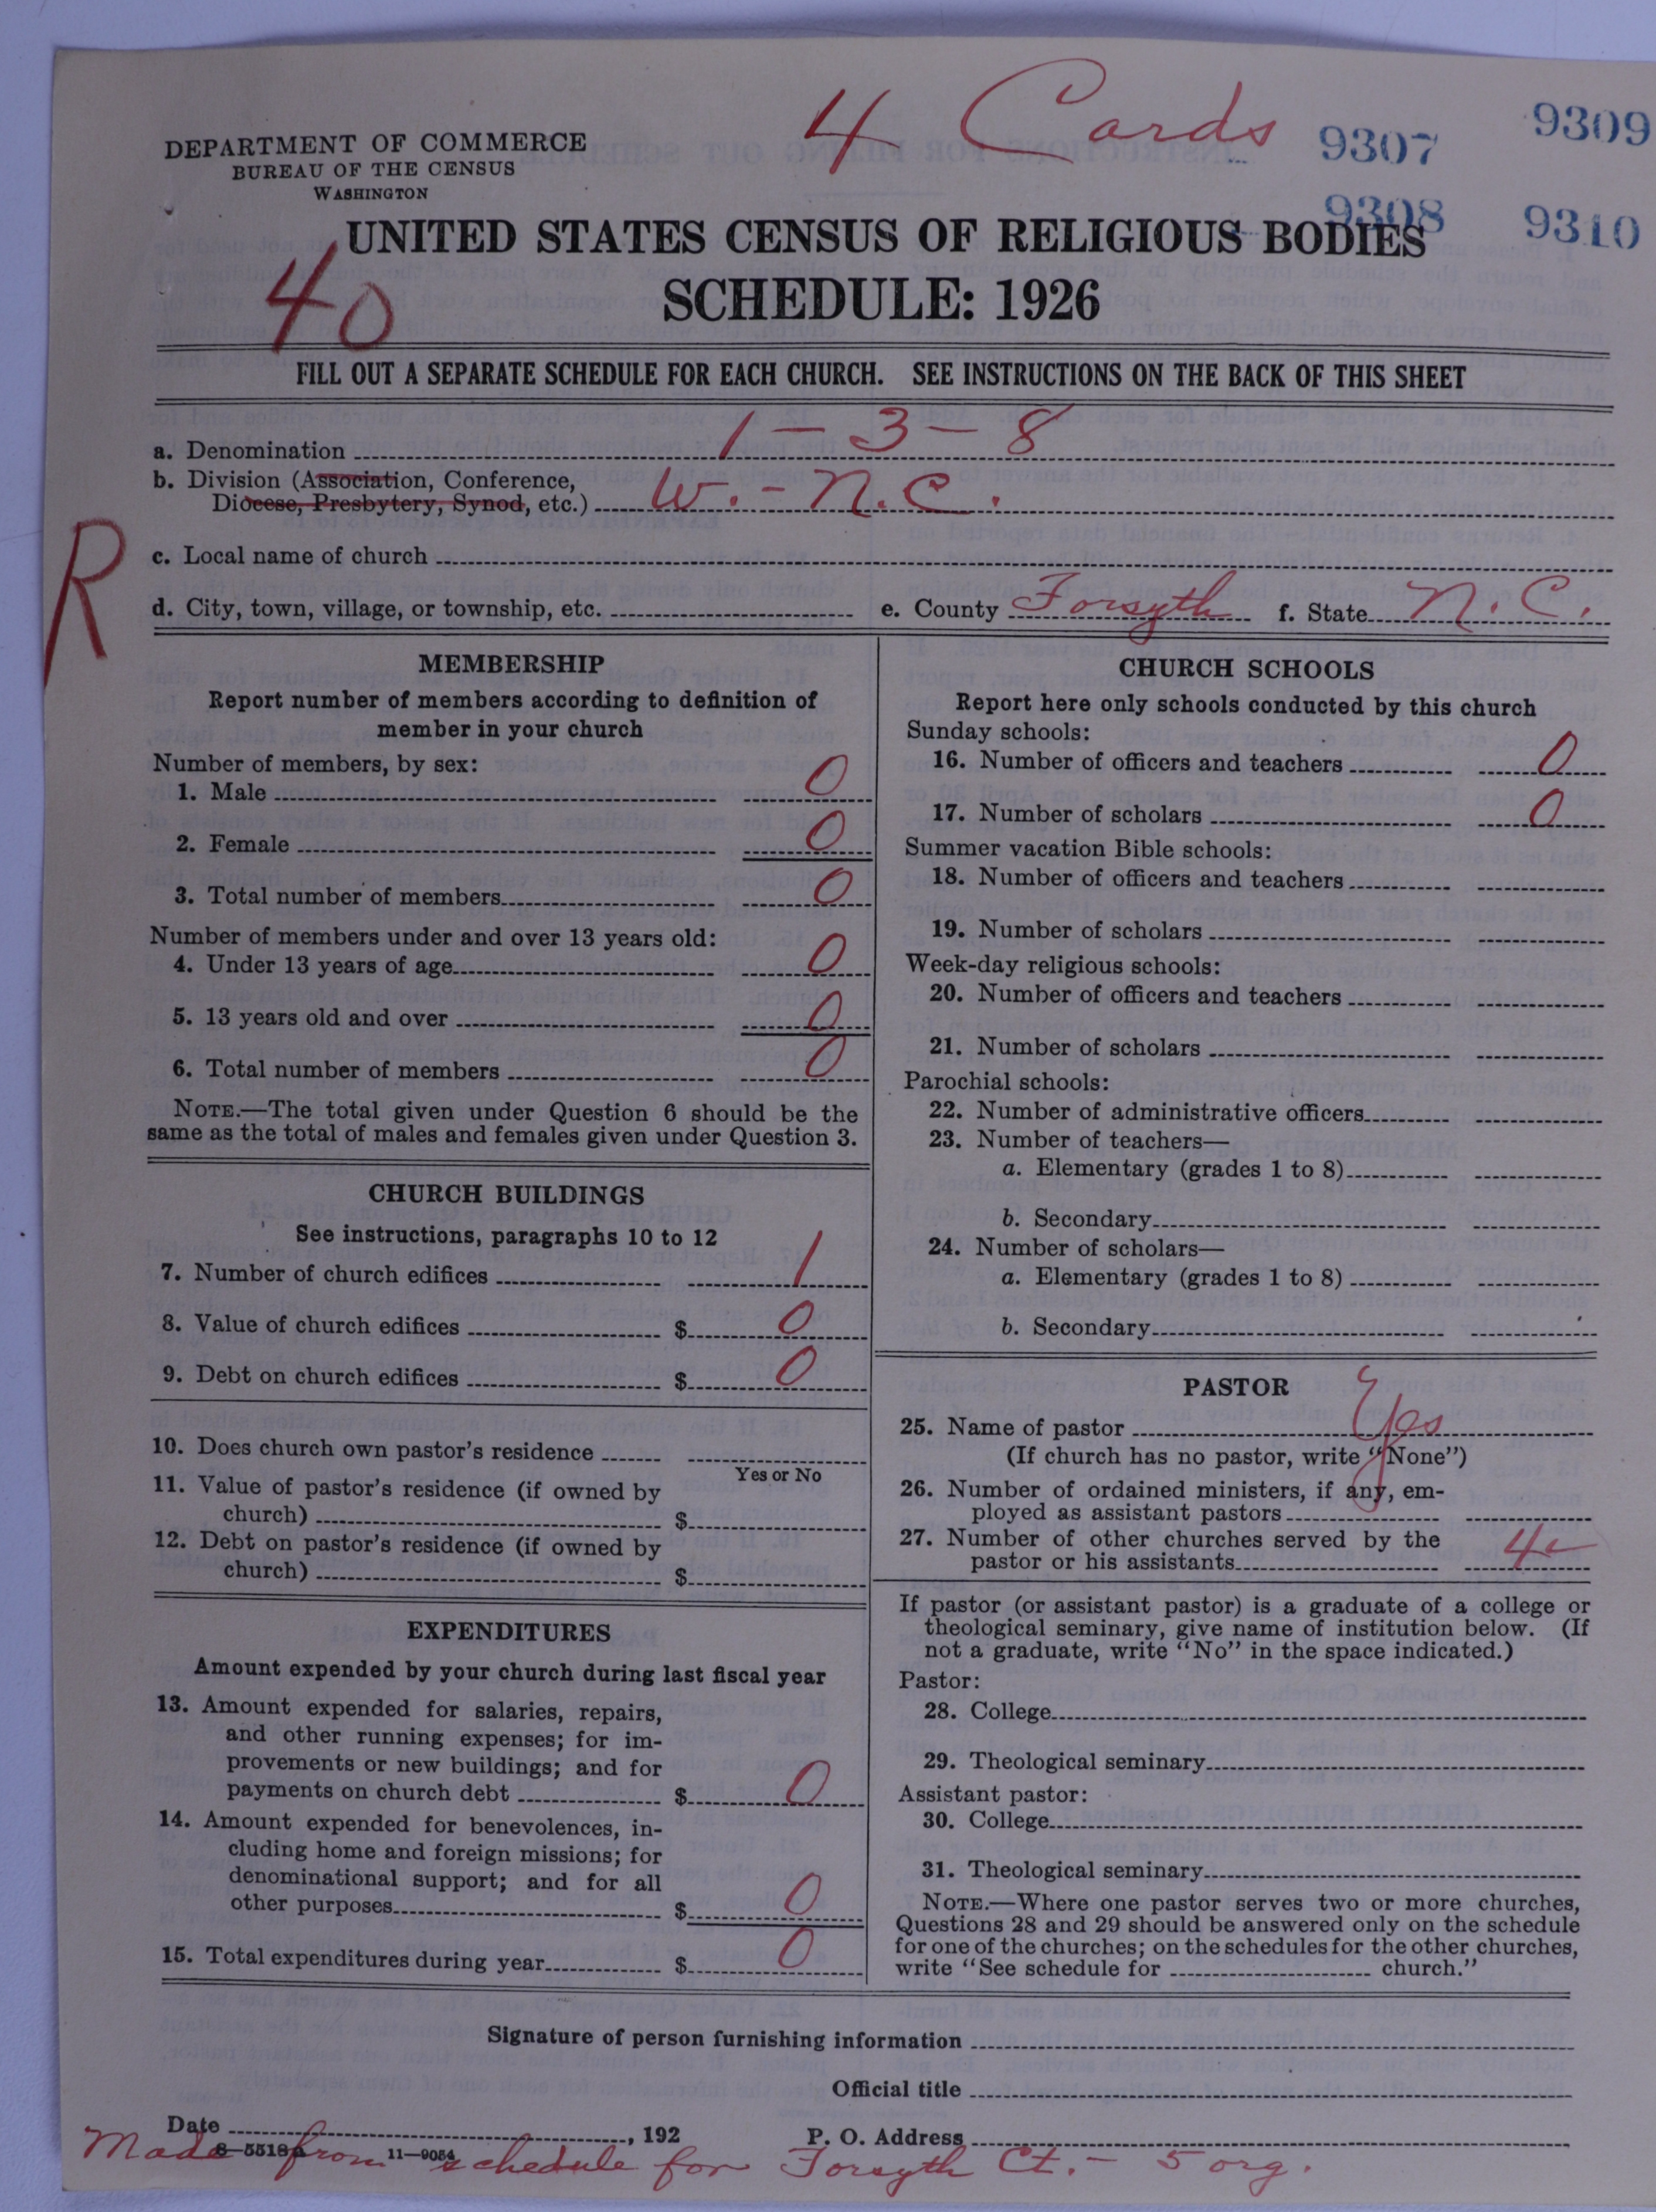 4 Cards 9307 9309
DEPARTMENT OF COMMERCE
BUREAU OF THE CENSUS
WASHINGTON
9308 9310
UNITED STATES CENSUS OF RELIGIOUS BODIES
40
SCHEDULE: 1926
FILL OUT A SEPARATE SCHEDULE FOR EACH CHURCH. SEE INSTRUCTIONS ON THE BACK OF THIS SHEET
a. Denomination 1 - 3 - 8
b. Division (Association, Conference,
Diocese, Presbytery, Synod, etc.) W. - N.C.
R
c. Local name of church
d. City, town, village, or township, etc. e. County Forsyth f. State N.C.
MEMBERSHIP
Report number of members according to definition of
member in your church
Number of members, by sex:
1. Male 0
2. Female 0
3. Total number of members 0
Number of members under and over 13 years old:
4. Under 13 years of age 0
5. 13 years old and over 0
6. Total number of members 0
NOTE.—The total given under Question 6 should be the
same as the total of males and females given under Question 3.
CHURCH BUILDINGS
See instructions, paragraphs 10 to 12
7. Number of church edifices 1
8. Value of church edifices $ 0
9. Debt on church edifices $ 0
10. Does church own pastor's residence
Yes or No
11. Value of pastor's residence (if owned by
church) $
12. Debt on pastor's residence (if owned by
church) $
EXPENDITURES
Amount expended by your church during last fiscal year
13. Amount expended for salaries, repairs,
and other running expenses; for im-
provements or new buildings; and for
payments on church debt $ 0
14. Amount expended for benevolences, in-
cluding home and foreign missions; for
denominational support; and for all
other purposes $ 0
15. Total expenditures during year $ 0
CHURCH SCHOOLS
Report here only schools conducted by this church
Sunday schools:
16. Number of officers and teachers 0
17. Number of scholars 0
Summer vacation Bible schools:
18. Number of officers and teachers
19. Number of scholars
Week-day religious schools:
20. Number of officers and teachers
21. Number of scholars
Parochial schools:
22. Number of administrative officers
23. Number of teachers—
a. Elementary (grades 1 to 8)
b. Secondary
24. Number of scholars—
a. Elementary (grades 1 to 8)
b. Secondary
PASTOR
25. Name of pastor Yes
(If church has no pastor, write "None")
26. Number of ordained ministers, if any, em-
ployed as assistant pastors
27. Number of other churches served by the
pastor or his assistants 4
If pastor (or assistant pastor) is a graduate of a college or
theological seminary, give name of institution below. (If
not a graduate, write "No" in the space indicated.)
Pastor:
28. College
29. Theological seminary
Assistant pastor:
30. College
31. Theological seminary
NOTE.—Where one pastor serves two or more churches,
Questions 28 and 29 should be answered only on the schedule
for one of the churches; on the schedules for the other churches,
write "See schedule for church."
Signature of person furnishing information
Official title
Date , 192 P. O. Address
11—9054
Made from schedule for Forsyth Ct. - 5 org.